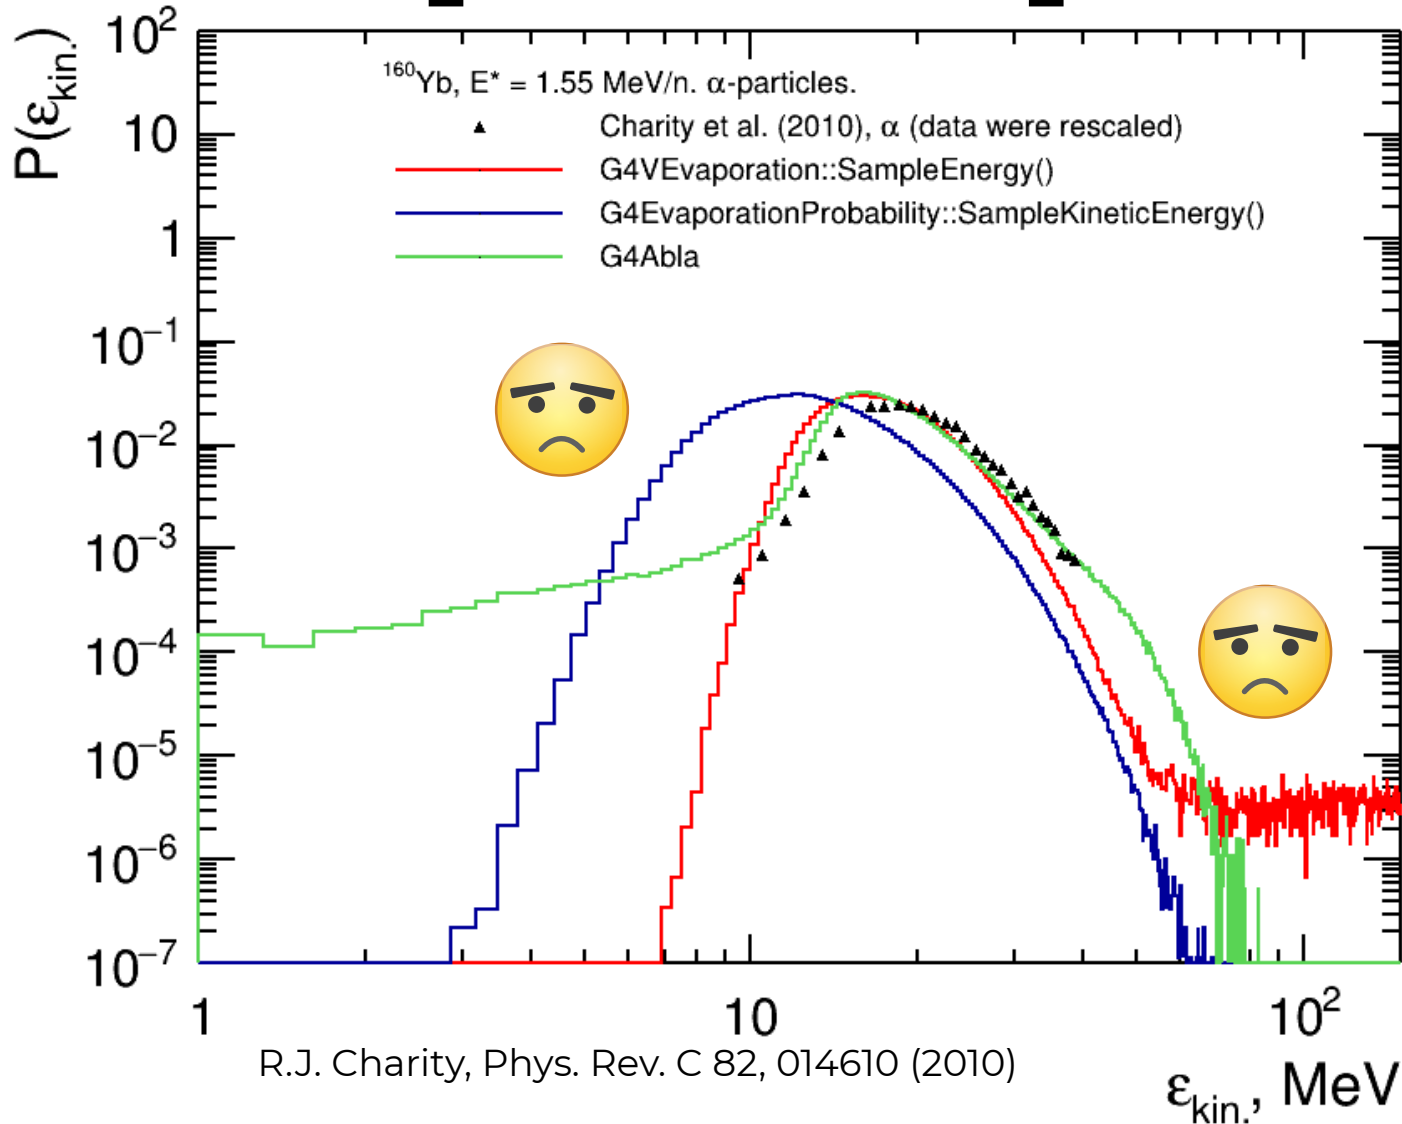 P(ε_kin.)
10²
10
1
10⁻¹
10⁻²
10⁻³
10⁻⁴
10⁻⁵
10⁻⁶
10⁻⁷
¹⁶⁰Yb, E* = 1.55 MeV/n. α-particles.
Charity et al. (2010), α (data were rescaled)
G4VEvaporation::SampleEnergy()
G4EvaporationProbability::SampleKineticEnergy()
G4Abla
1 10 10²
R.J. Charity, Phys. Rev. C 82, 014610 (2010)
ε_kin., MeV